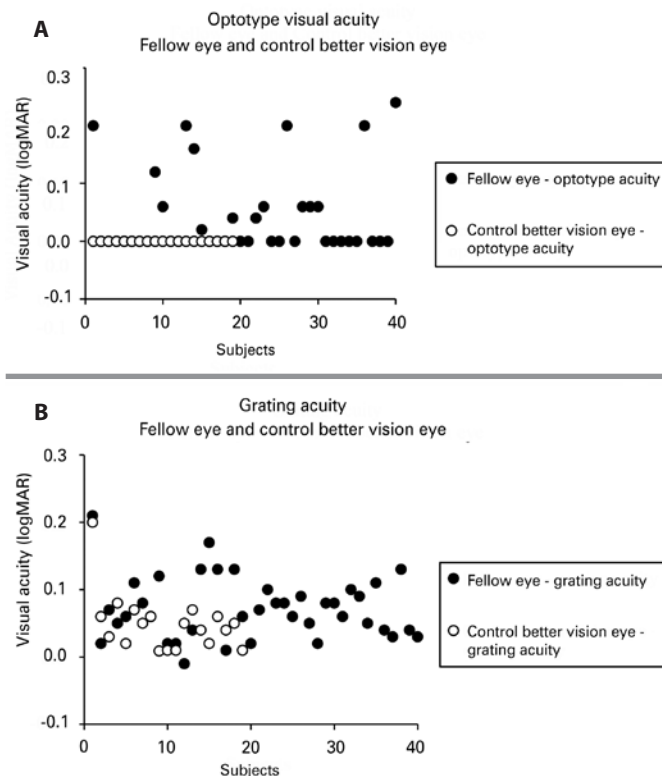 A
Optotype visual acuity
Fellow eye and control better vision eye
0.3
0.2
0.1
0.0
-0.1
Visual acuity (logMAR)
0
10
20
30
40
Subjects
Fellow eye - optotype acuity
Control better vision eye -
optotype acuity
B
Grating acuity
Fellow eye and control better vision eye
0.3
0.2
0.1
0.0
-0.1
Visual acuity (logMAR)
0
10
20
30
40
Subjects
Fellow eye - grating acuity
Control better vision eye -
grating acuity